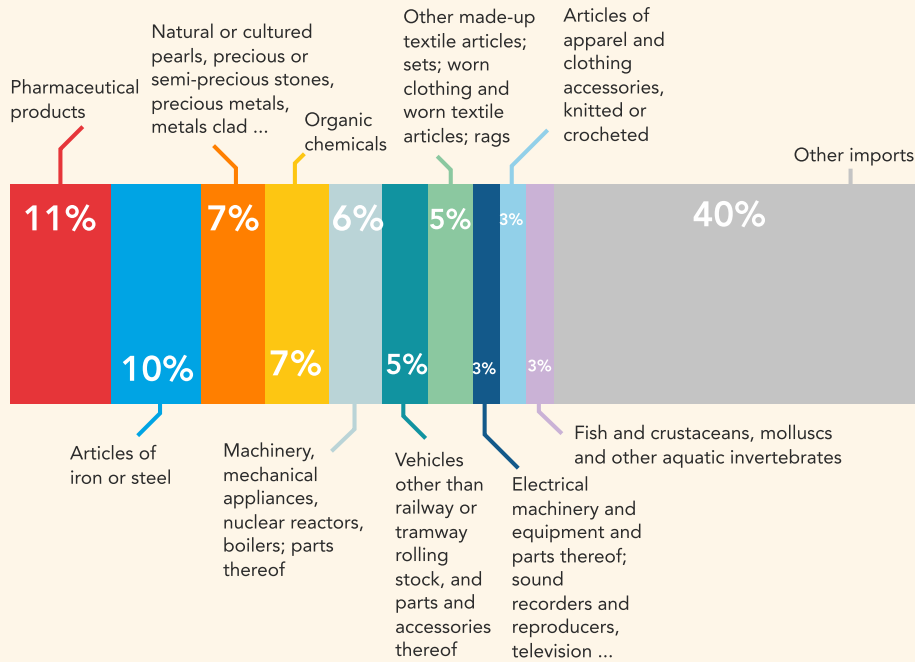 Pharmaceutical
products
Natural or cultured
pearls, precious or
semi-precious stones,
precious metals,
metals clad ...
Organic
chemicals
Other made-up
textile articles;
sets; worn
clothing and
worn textile
articles; rags
Articles of
apparel and
clothing
accessories,
knitted or
crocheted
Other imports
11%
10%
7%
7%
6%
5%
5%
3%
3%
3%
40%
Articles of
iron or steel
Machinery,
mechanical
appliances,
nuclear reactors,
boilers; parts
thereof
Vehicles
other than
railway or
tramway
rolling
stock, and
parts and
accessories
thereof
Electrical
machinery and
equipment and
parts thereof;
sound
recorders and
reproducers,
television ...
Fish and crustaceans, molluscs
and other aquatic invertebrates